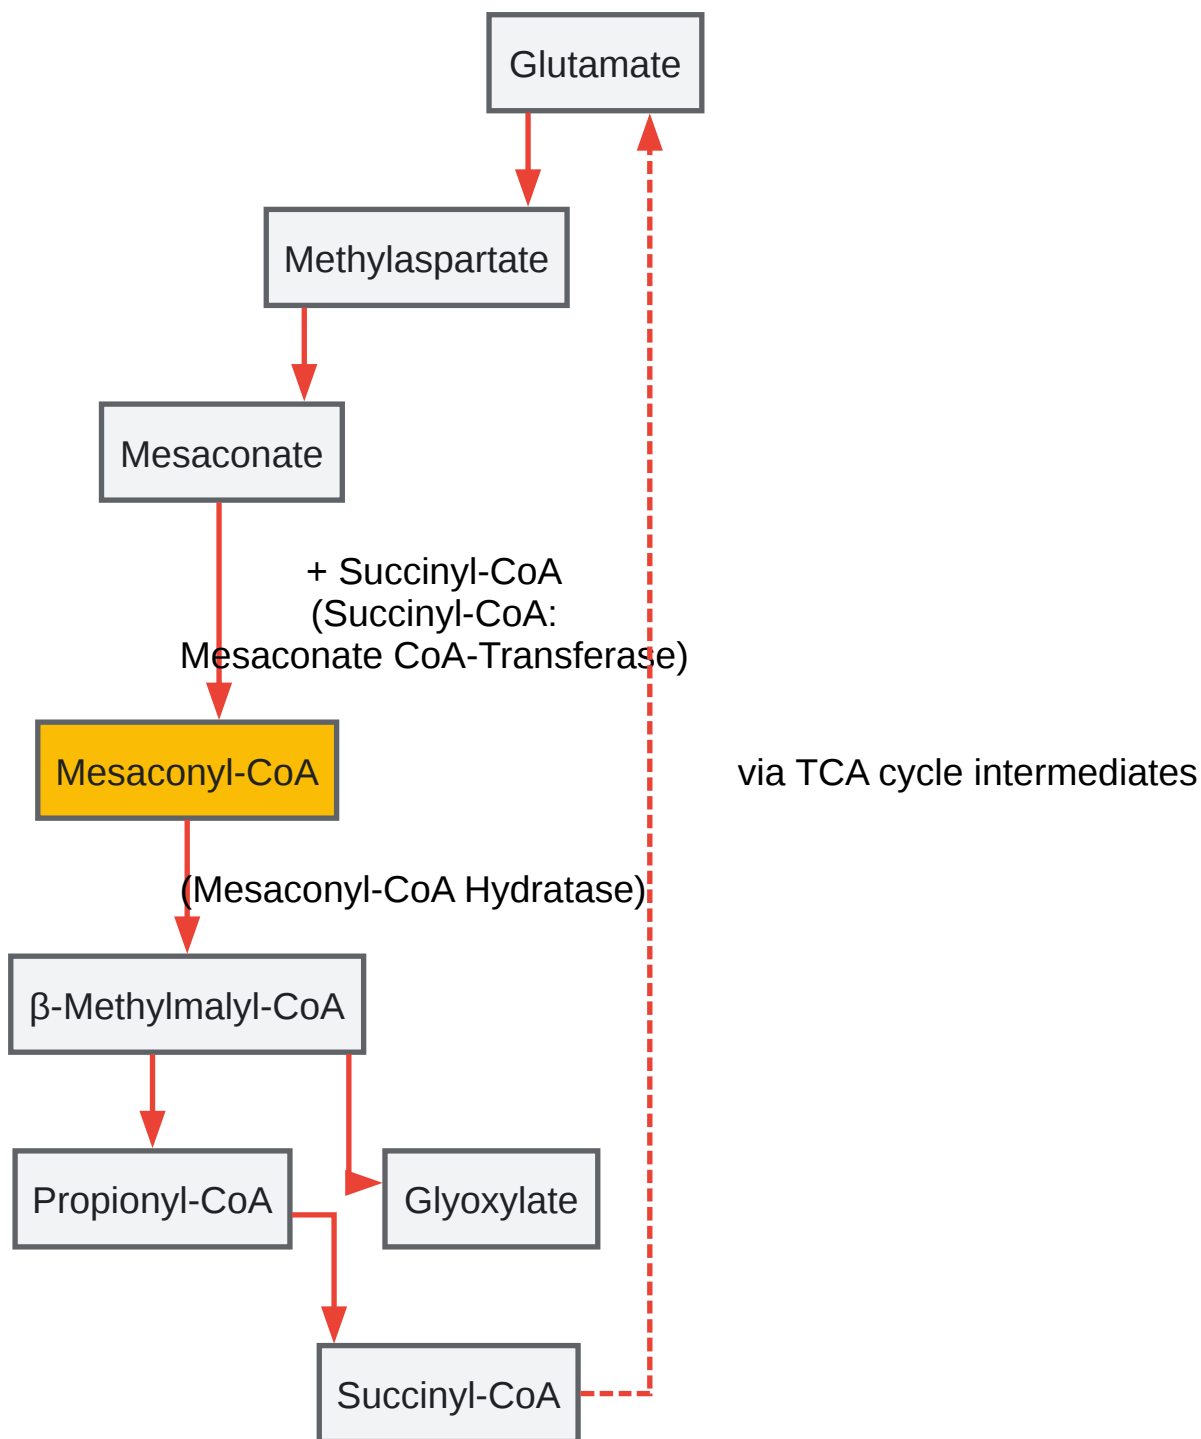 Glutamate
Methylaspartate
Mesaconate
+ Succinyl-CoA
(Succinyl-CoA:
Mesaconate CoA-Transferase)
Mesaconyl-CoA
via TCA cycle intermediates
(Mesaconyl-CoA Hydratase)
β-Methylmalyl-CoA
Propionyl-CoA
Glyoxylate
Succinyl-CoA